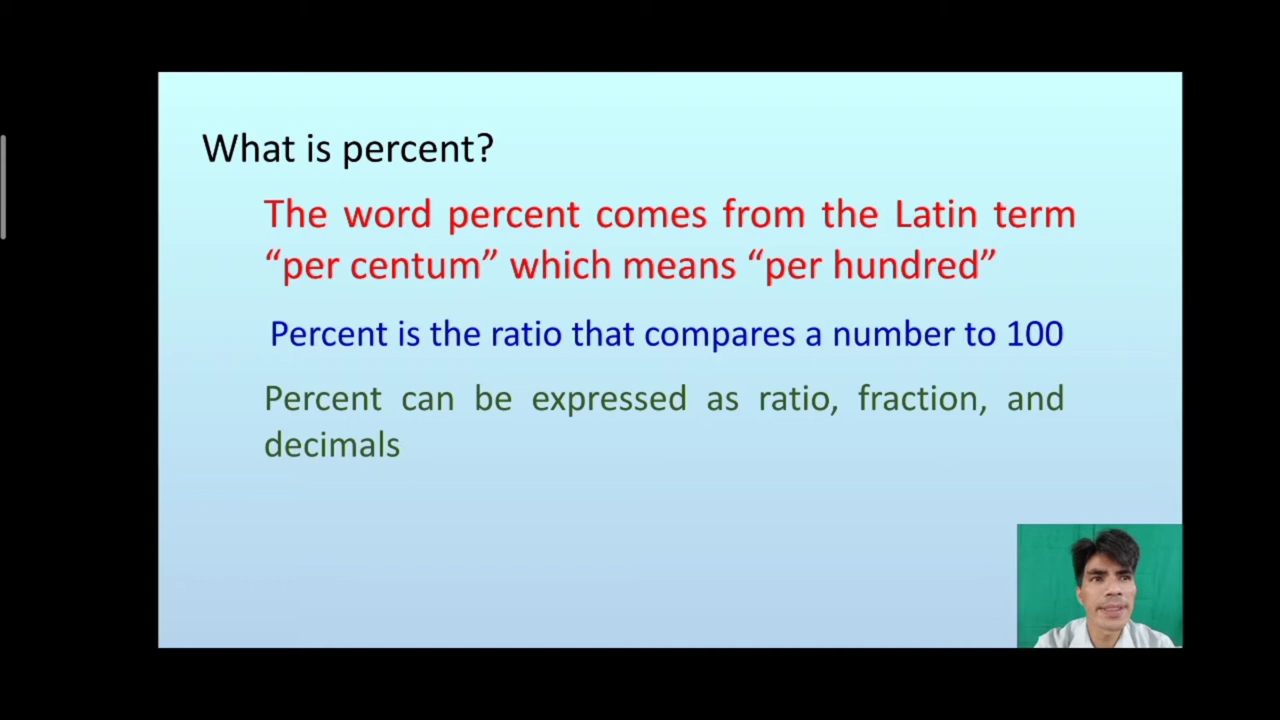 What is percent?
The word percent comes from the Latin term
“per centum” which means “per hundred”
Percent is the ratio that compares a number to 100
Percent can be expressed as ratio, fraction, and
decimals